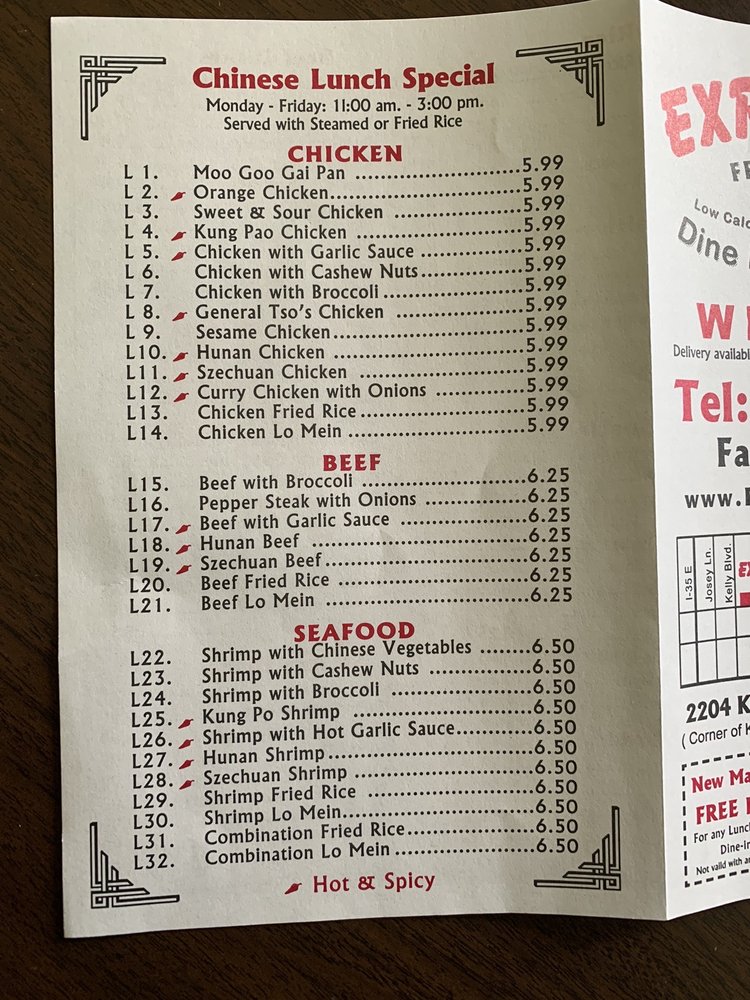 Chinese Lunch Special
Monday - Friday: 11:00 am. - 3:00 pm.
Served with Steamed or Fried Rice
CHICKEN
L 1. Moo Goo Gai Pan ........................5.99
L 2. Orange Chicken............................5.99
L 3. Sweet & Sour Chicken ..................5.99
L 4. Kung Pao Chicken ........................5.99
L 5. Chicken with Garlic Sauce ............5.99
L 6. Chicken with Cashew Nuts...............5.99
L 7. Chicken with Broccoli.....................5.99
L 8. General Tso's Chicken ..................5.99
L 9. Sesame Chicken............................5.99
L10. Hunan Chicken ............................5.99
L11. Szechuan Chicken ........................5.99
L12. Curry Chicken with Onions ............5.99
L13. Chicken Fried Rice........................5.99
L14. Chicken Lo Mein ..........................5.99
BEEF
L15. Beef with Broccoli ........................6.25
L16. Pepper Steak with Onions ..............6.25
L17. Beef with Garlic Sauce ..................6.25
L18. Hunan Beef ................................6.25
L19. Szechuan Beef.............................6.25
L20. Beef Fried Rice ...........................6.25
L21. Beef Lo Mein ..............................6.25
SEAFOOD
L22. Shrimp with Chinese Vegetables ........6.50
L23. Shrimp with Cashew Nuts ...............6.50
L24. Shrimp with Broccoli .....................6.50
L25. Kung Po Shrimp ..........................6.50
L26. Shrimp with Hot Garlic Sauce...........6.50
L27. Hunan Shrimp..............................6.50
L28. Szechuan Shrimp .........................6.50
L29. Shrimp Fried Rice ........................6.50
L30. Shrimp Lo Mein............................6.50
L31. Combination Fried Rice..................6.50
L32. Combination Lo Mein .....................6.50
Hot & Spicy
Low
Dine
Delivery available
Tel:
I-35 E
Josey Ln.
Kelly Blvd.
2204 K
( Corner of K
New
FREE
For any
Dine-
Not valid with